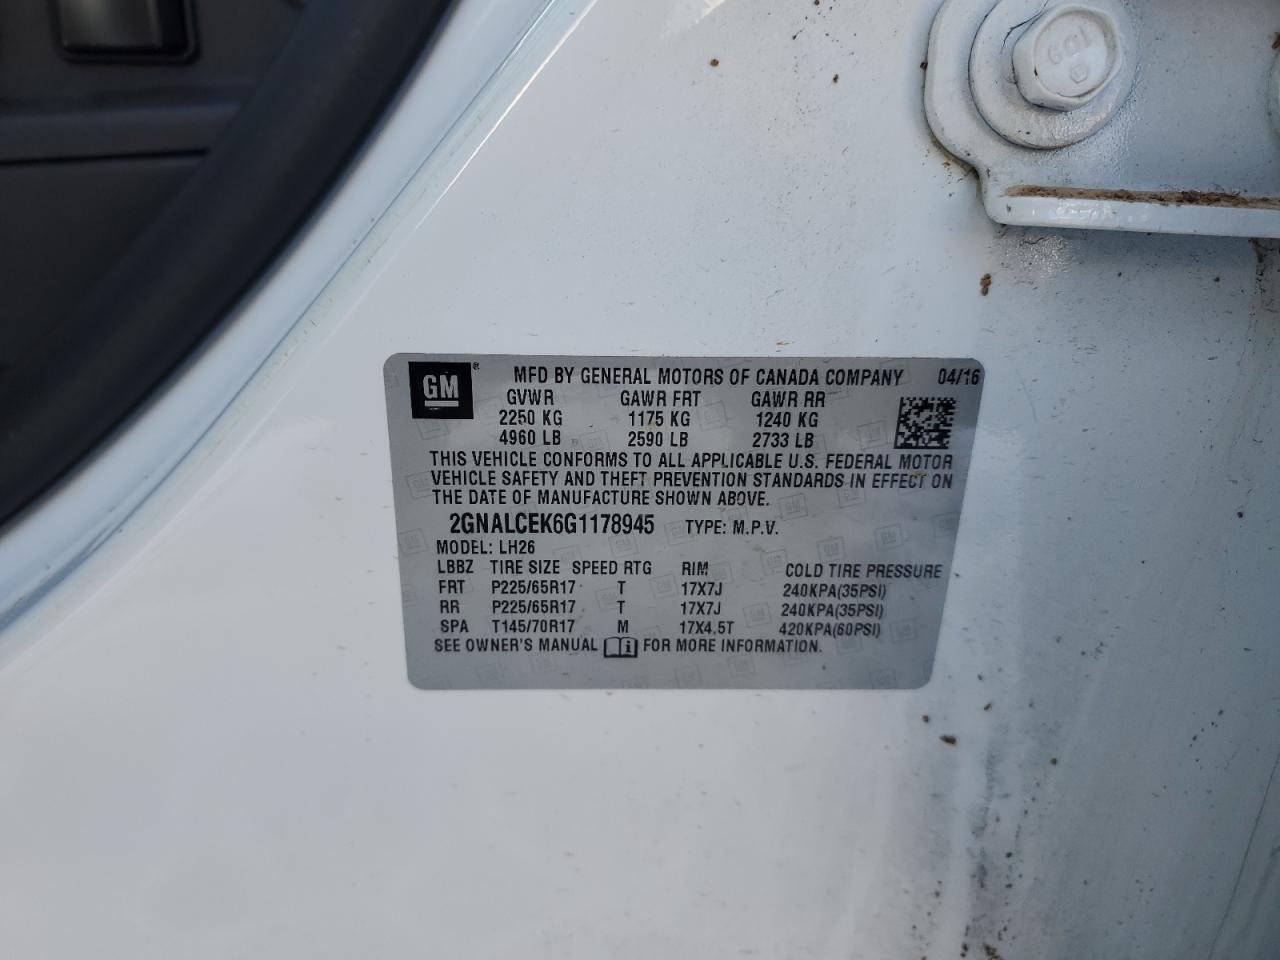 GM® MFD BY GENERAL MOTORS OF CANADA COMPANY 04/16
GVWR GAWR FRT GAWR RR
2250 KG 1175 KG 1240 KG
4960 LB 2590 LB 2733 LB
THIS VEHICLE CONFORMS TO ALL APPLICABLE U.S. FEDERAL MOTOR
VEHICLE SAFETY AND THEFT PREVENTION STANDARDS IN EFFECT ON
THE DATE OF MANUFACTURE SHOWN ABOVE.
2GNALCEK6G1178945 TYPE: M.P.V.
MODEL: LH26
LBBZ TIRE SIZE SPEED RTG RIM COLD TIRE PRESSURE
FRT P225/65R17 T 17X7J 240KPA(35PSI)
RR P225/65R17 T 17X7J 240KPA(35PSI)
SPA T145/70R17 M 17X4.5T 420KPA(60PSI)
SEE OWNER'S MANUAL i FOR MORE INFORMATION.